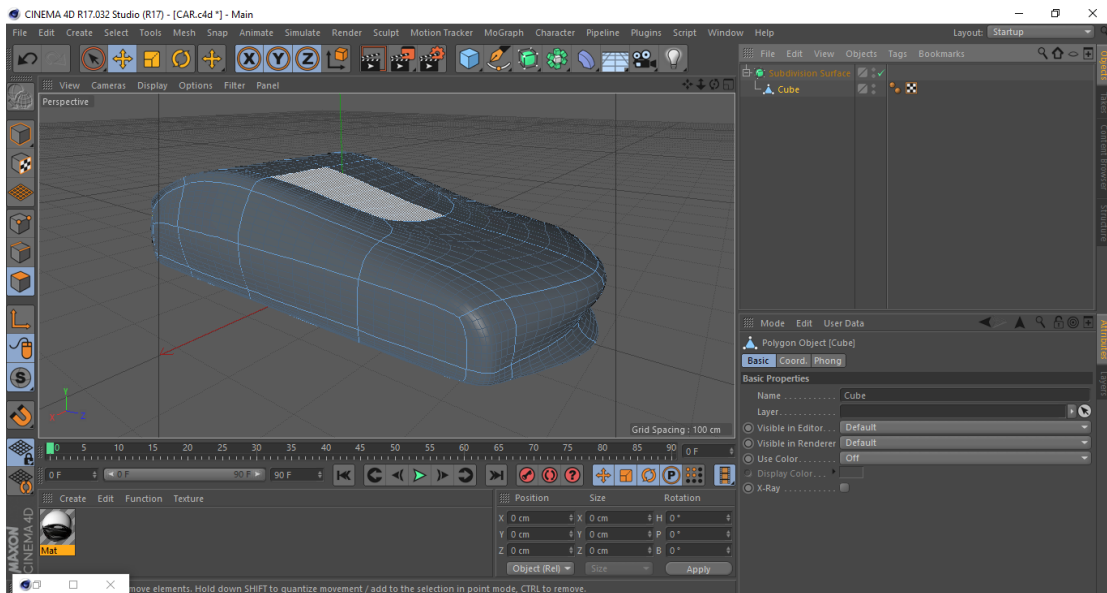 CINEMA 4D R17.032 Studio (R17) - [CAR.c4d *] - Main
File Edit Create Select Tools Mesh Snap Animate Simulate Render Sculpt Motion Tracker MoGraph Character Pipeline Plugins Script Window Help Layout: Startup
X Y Z
File Edit View Objects Tags Bookmarks
View Cameras Display Options Filter Panel
Perspective
Subdivision Surface
Cube
Objects
Takes
Content Browser
Structure
S
Y
X Z
Grid Spacing : 100 cm
Mode Edit User Data
Polygon Object [Cube]
Basic Coord. Phong
Basic Properties
Name . . . . . . . . . . . Cube
Layer . . . . . . . . . . .
Visible in Editor. . . Default
Visible in Renderer Default
Use Color. . . . . . . Off
Display Color. . .
X-Ray . . . . . . . . . .
Attributes
Layers
0 5 10 15 20 25 30 35 40 45 50 55 60 65 70 75 80 85 90 0 F
0 F 0 F 90 F 90 F P
Create Edit Function Texture
Mat
Position Size Rotation
X 0 cm X 0 cm H 0 °
Y 0 cm Y 0 cm P 0 °
Z 0 cm Z 0 cm B 0 °
Object (Rel) Size Apply
MAXON
CINEMA 4D
move elements. Hold down SHIFT to quantize movement / add to the selection in point mode, CTRL to remove.